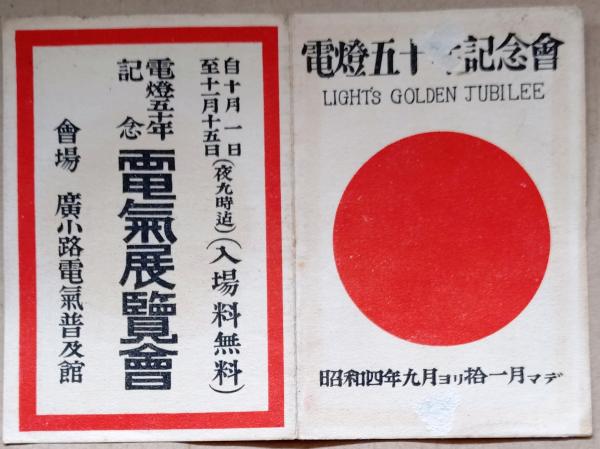 電燈五十年記念會
LIGHT'S GOLDEN JUBILEE
昭和四年九月ヨリ拾一月マデ
自十月一日
至十一月十五日(夜九時迠)(入場料無料)
電燈五十年
記念
電氣展覽會
會場 廣小路電氣普及館